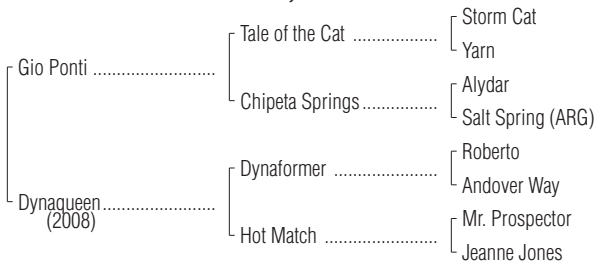 Gio Ponti ..........................
Tale of the Cat ..................
Storm Cat
Yarn
Chipeta Springs ................
Alydar
Salt Spring (ARG)
Dynaqueen ........................
(2008)
Dynaformer ......................
Roberto
Andover Way
Hot Match ........................
Mr. Prospector
Jeanne Jones